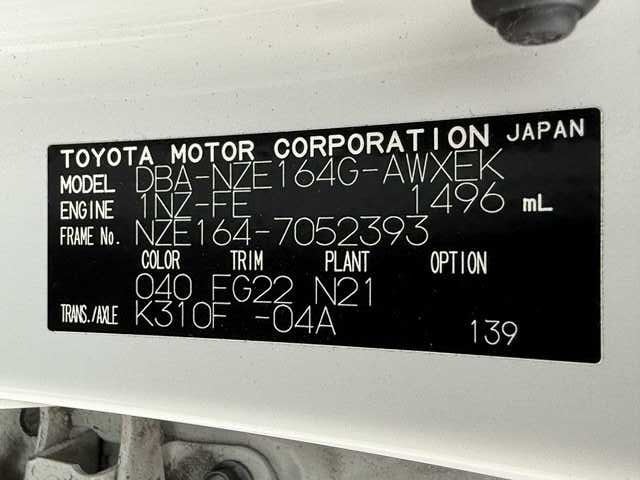 TOYOTA MOTOR CORPORATION JAPAN
MODEL DBA-NZE164G-AWXEK
ENGINE 1NZ-FE 1496 mL
FRAME No. NZE164-7052393
COLOR TRIM PLANT OPTION
040 FG22 N21
TRANS./AXLE K310F -04A
139